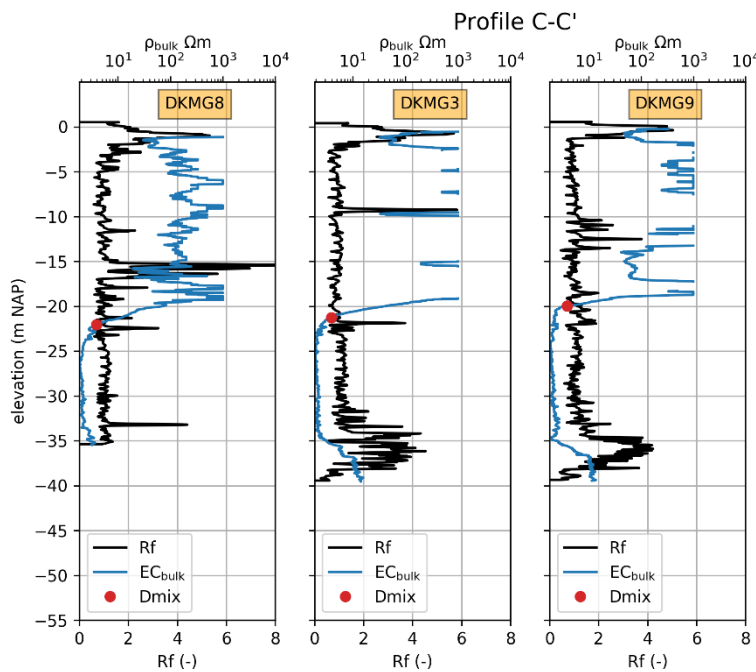 Profile C-C'
ρbulk Ωm ρbulk Ωm ρbulk Ωm
10¹ 10² 10³ 10⁴ 10¹ 10² 10³ 10⁴ 10¹ 10² 10³ 10⁴
DKMG8 DKMG3 DKMG9
elevation (m NAP)
0
−5
−10
−15
−20
−25
−30
−35
−40
−45
−50
−55
Rf Rf Rf
ECbulk ECbulk ECbulk
Dmix Dmix Dmix
0 2 4 6 8 0 2 4 6 8 0 2 4 6 8
Rf (-) Rf (-) Rf (-)